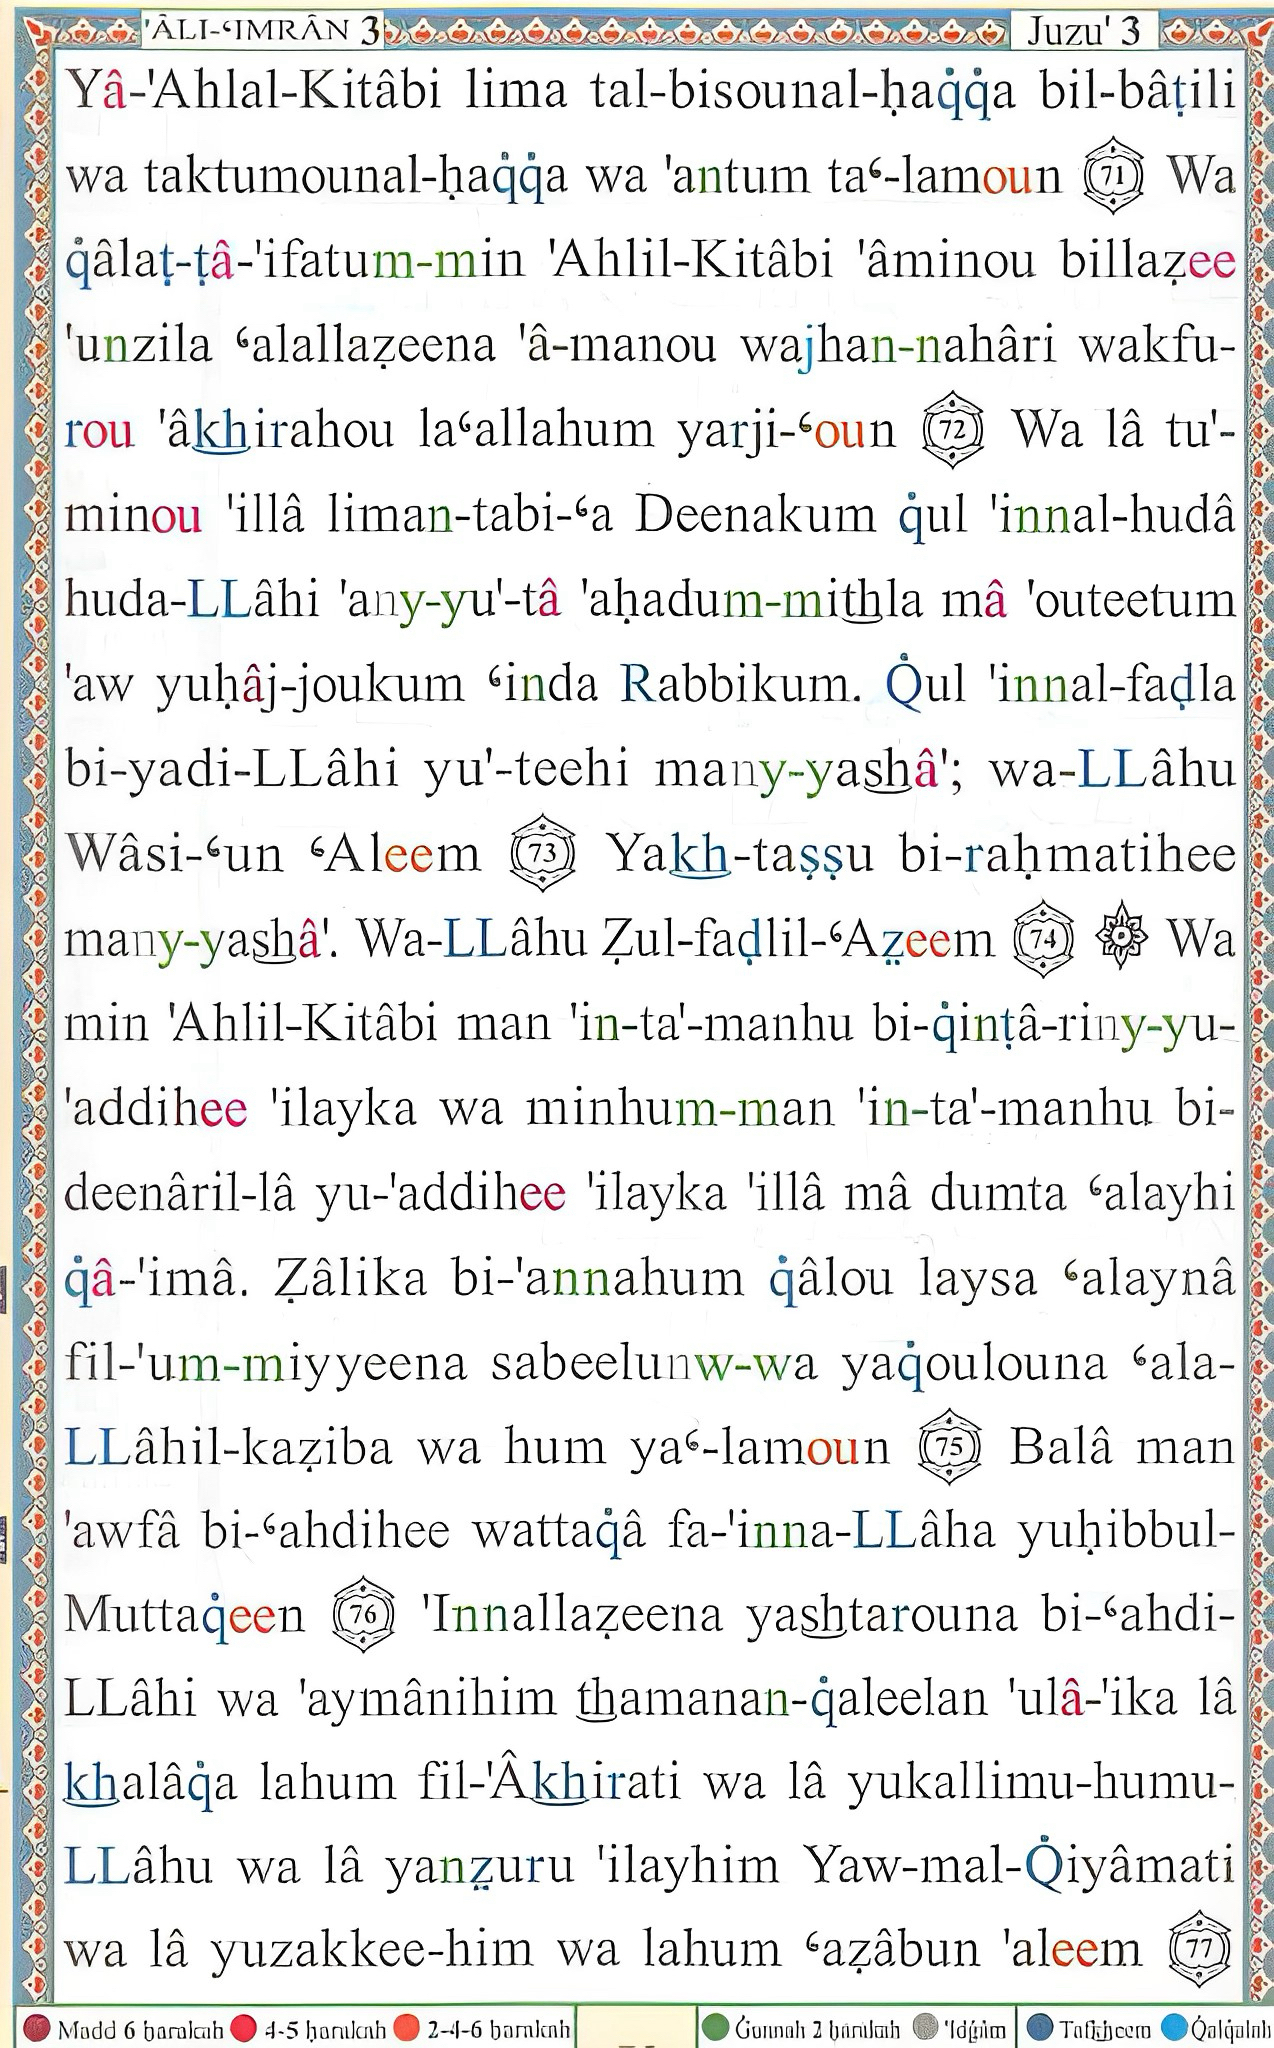 'ÂLI-ʿIMRÂN 3 Juzu' 3
Yâ-'Ahlal-Kitâbi lima tal-bisounal-ḥaq̇q̇a bil-bâṭili
wa taktumounal-ḥaq̇q̇a wa 'antum taʿ-lamoun 71 Wa
q̇âlaṭ-ṭâ-'ifatum-min 'Ahlil-Kitâbi 'âminou billaẓee
'unzila ʿalallaẓeena 'â-manou wajhan-nahâri wakfu-
rou 'âkhirahou laʿallahum yarji-ʿoun 72 Wa lâ tu'-
minou 'illâ liman-tabi-ʿa Deenakum q̇ul 'innal-hudâ
huda-LLâhi 'any-yu'-tâ 'aḥadum-mithla mâ 'outeetum
'aw yuḥâj-joukum ʿinda Rabbikum. Q̇ul 'innal-faḍla
bi-yadi-LLâhi yu'-teehi many-yashâ'; wa-LLâhu
Wâsi-ʿun ʿAleem 73 Yakh-taṣṣu bi-raḥmatihee
many-yashâ'. Wa-LLâhu Ẓul-faḍlil-ʿAẓeem 74 Wa
min 'Ahlil-Kitâbi man 'in-ta'-manhu bi-q̇inṭâ-riny-yu-
'addihee 'ilayka wa minhum-man 'in-ta'-manhu bi-
deenâril-lâ yu-'addihee 'ilayka 'illâ mâ dumta ʿalayhi
q̇â-'imâ. Ẓâlika bi-'annahum q̇âlou laysa ʿalaynâ
fil-'um-miyyeena sabeelunw-wa yaq̇oulouna ʿala-
LLâhil-kaẓiba wa hum yaʿ-lamoun 75 Balâ man
'awfâ bi-ʿahdihee wattaq̇â fa-'inna-LLâha yuḥibbul-
Muttaq̇een 76 'Innallaẓeena yashtarouna bi-ʿahdi-
LLâhi wa 'aymânihim thamanan-q̇aleelan 'ulâ-'ika lâ
khalâq̇a lahum fil-'Âkhirati wa lâ yukallimu-humu-
LLâhu wa lâ yanẓuru 'ilayhim Yaw-mal-Q̇iyâmati
wa lâ yuzakkee-him wa lahum ʿaẓâbun 'aleem 77
Madd 6 ḥarakah 4-5 ḥarakah 2-4-6 ḥarakah Ġunnah 2 ḥarakah 'Idġâm Tafkheem Q̇alq̇alah